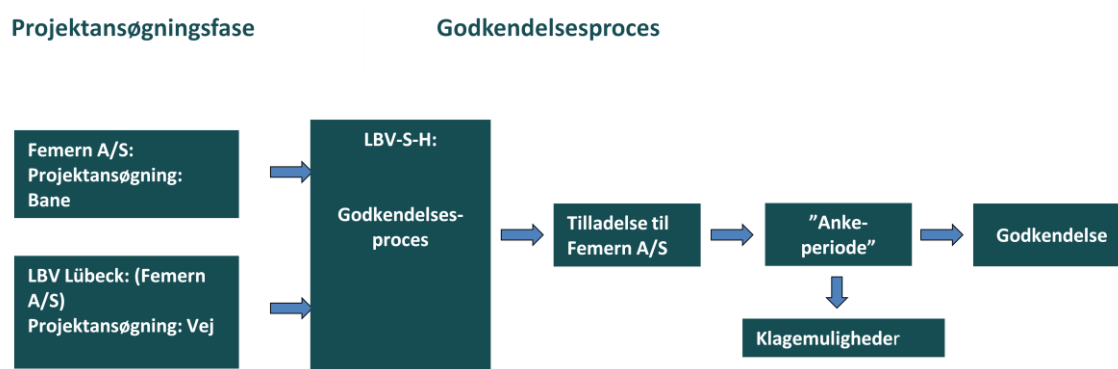 Projektansøgningsfase
Godkendelsesproces
Femern A/S:
Projektansøgning:
Bane
LBV Lübeck: (Femern
A/S)
Projektansøgning: Vej
LBV-S-H:
Godkendelses-
proces
Tilladelse til
Femern A/S
”Anke-
periode”
Godkendelse
Klagemuligheder